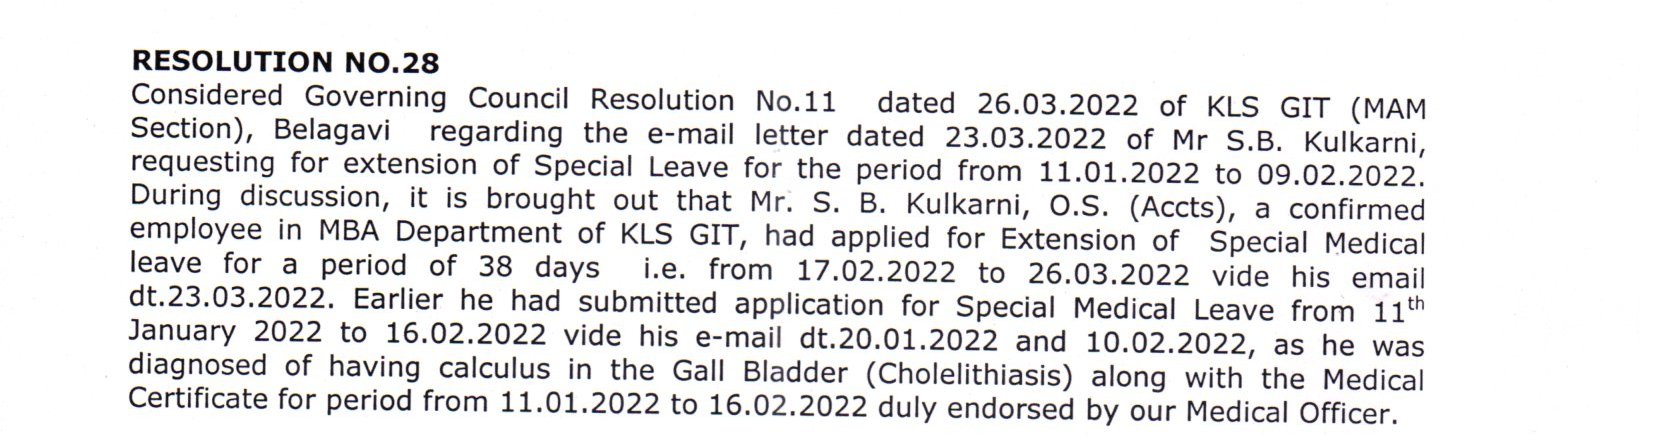 RESOLUTION NO.28
Considered Governing Council Resolution No.11 dated 26.03.2022 of KLS GIT (MAM
Section), Belagavi regarding the e-mail letter dated 23.03.2022 of Mr S.B. Kulkarni,
requesting for extension of Special Leave for the period from 11.01.2022 to 09.02.2022.
During discussion, it is brought out that Mr. S. B. Kulkarni, O.S. (Accts), a confirmed
employee in MBA Department of KLS GIT, had applied for Extension of Special Medical
leave for a period of 38 days i.e. from 17.02.2022 to 26.03.2022 vide his email
dt.23.03.2022. Earlier he had submitted application for Special Medical Leave from 11th
January 2022 to 16.02.2022 vide his e-mail dt.20.01.2022 and 10.02.2022, as he was
diagnosed of having calculus in the Gall Bladder (Cholelithiasis) along with the Medical
Certificate for period from 11.01.2022 to 16.02.2022 duly endorsed by our Medical Officer.